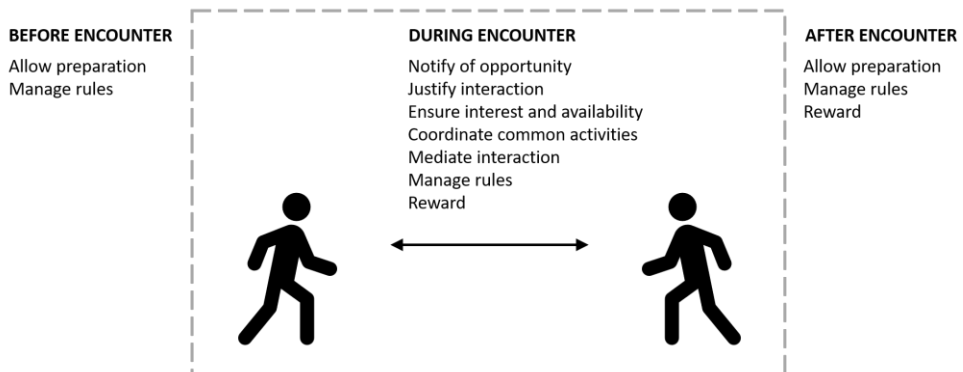 BEFORE ENCOUNTER
Allow preparation
Manage rules
DURING ENCOUNTER
Notify of opportunity
Justify interaction
Ensure interest and availability
Coordinate common activities
Mediate interaction
Manage rules
Reward
AFTER ENCOUNTER
Allow preparation
Manage rules
Reward